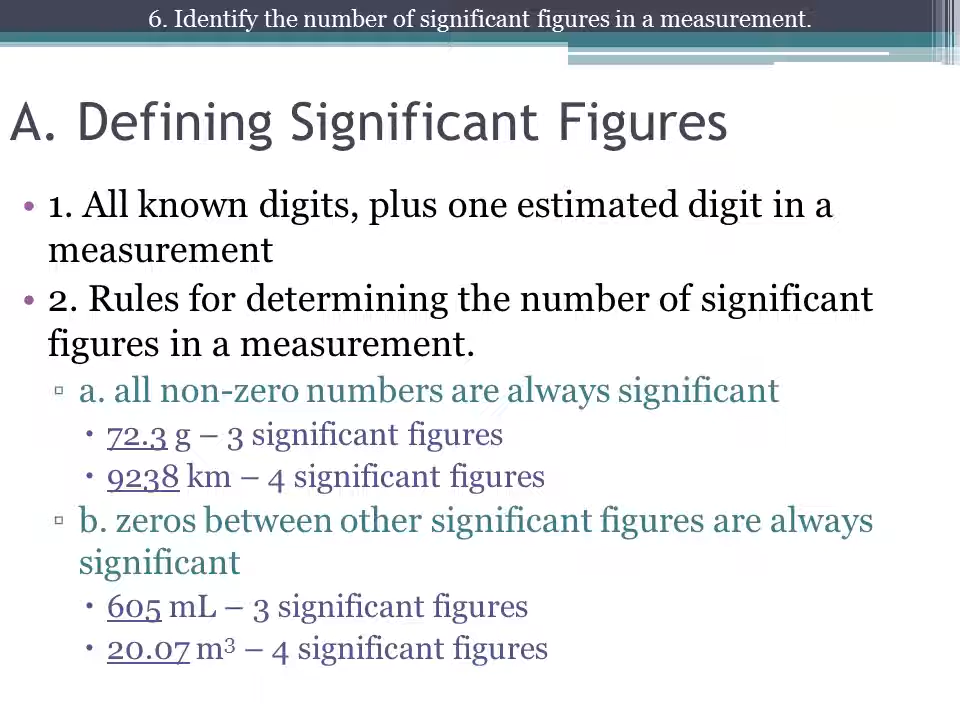 6. Identify the number of significant figures in a measurement.
A. Defining Significant Figures
• 1. All known digits, plus one estimated digit in a
measurement
• 2. Rules for determining the number of significant
figures in a measurement.
▫ a. all non-zero numbers are always significant
▪ 72.3 g – 3 significant figures
▪ 9238 km – 4 significant figures
▫ b. zeros between other significant figures are always
significant
▪ 605 mL – 3 significant figures
▪ 20.07 m³ – 4 significant figures